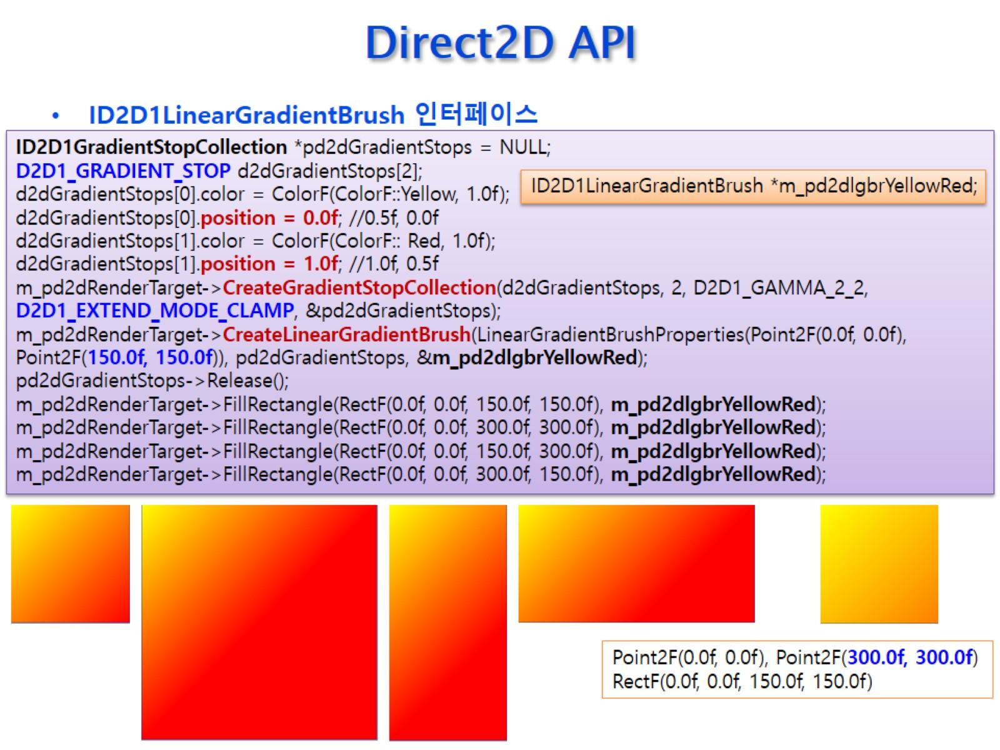 Direct2D API
• ID2D1LinearGradientBrush 인터페이스
ID2D1GradientStopCollection *pd2dGradientStops = NULL;
D2D1_GRADIENT_STOP d2dGradientStops[2];
ID2D1LinearGradientBrush *m_pd2dlgbrYellowRed;
d2dGradientStops[0].color = ColorF(ColorF::Yellow, 1.0f);
d2dGradientStops[0].position = 0.0f; //0.5f, 0.0f
d2dGradientStops[1].color = ColorF(ColorF:: Red, 1.0f);
d2dGradientStops[1].position = 1.0f; //1.0f, 0.5f
m_pd2dRenderTarget->CreateGradientStopCollection(d2dGradientStops, 2, D2D1_GAMMA_2_2,
D2D1_EXTEND_MODE_CLAMP, &pd2dGradientStops);
m_pd2dRenderTarget->CreateLinearGradientBrush(LinearGradientBrushProperties(Point2F(0.0f, 0.0f),
Point2F(150.0f, 150.0f)), pd2dGradientStops, &m_pd2dlgbrYellowRed);
pd2dGradientStops->Release();
m_pd2dRenderTarget->FillRectangle(RectF(0.0f, 0.0f, 150.0f, 150.0f), m_pd2dlgbrYellowRed);
m_pd2dRenderTarget->FillRectangle(RectF(0.0f, 0.0f, 300.0f, 300.0f), m_pd2dlgbrYellowRed);
m_pd2dRenderTarget->FillRectangle(RectF(0.0f, 0.0f, 150.0f, 300.0f), m_pd2dlgbrYellowRed);
m_pd2dRenderTarget->FillRectangle(RectF(0.0f, 0.0f, 300.0f, 150.0f), m_pd2dlgbrYellowRed);
Point2F(0.0f, 0.0f), Point2F(300.0f, 300.0f)
RectF(0.0f, 0.0f, 150.0f, 150.0f)